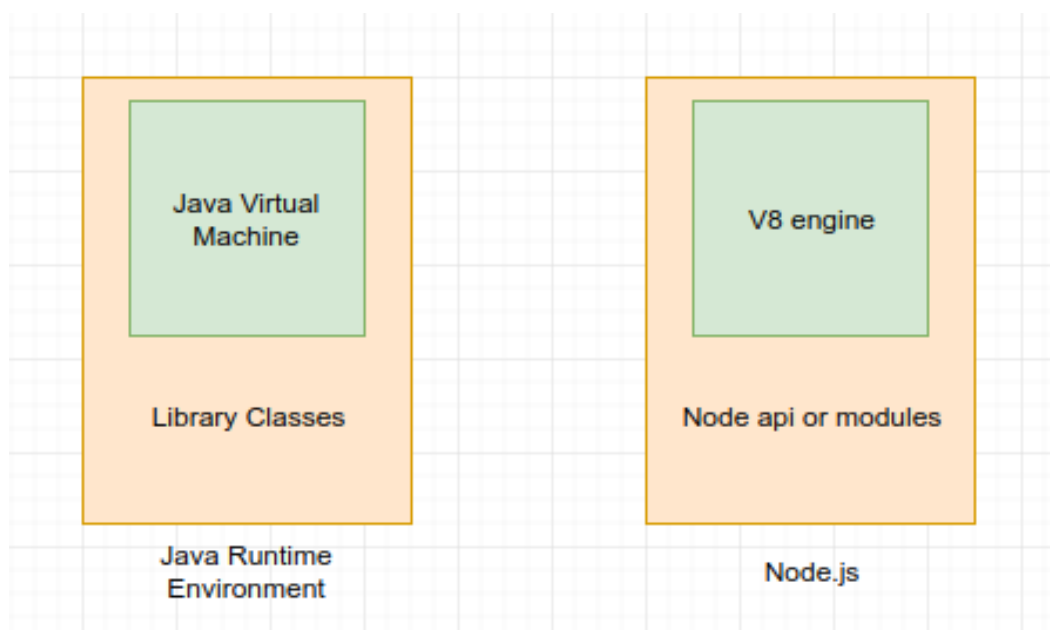 Java Virtual
Machine
Library Classes
Java Runtime
Environment
V8 engine
Node api or modules
Node.js